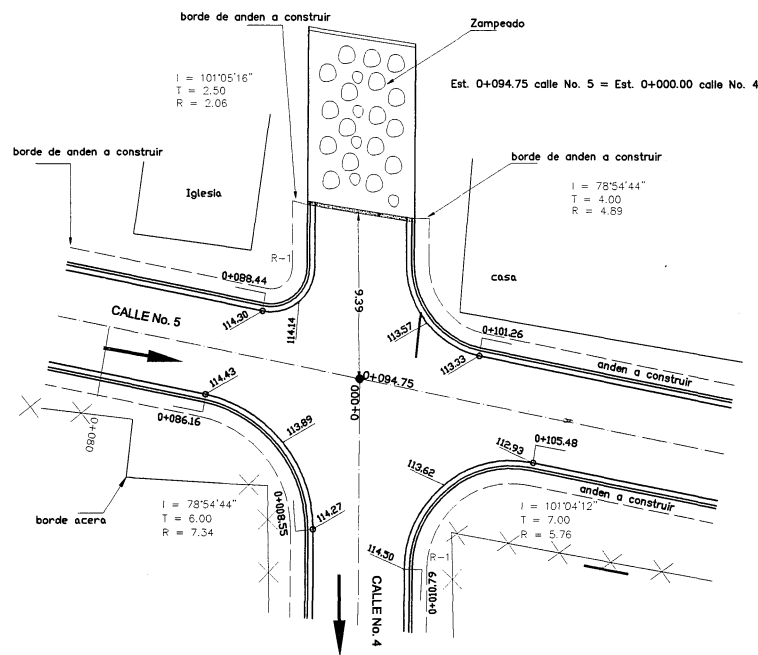 borde de anden a construir
Zampeado
I = 101°05'16"
T = 2.50
R = 2.06
Est. 0+094.75 calle No. 5 = Est. 0+000.00 calle No. 4
borde de anden a construir
borde de anden a construir
Iglesia
I = 78°54'44"
T = 4.00
R = 4.89
R-1
casa
0+088.44
9.39
CALLE No. 5
114.30
114.14
113.57
0+101.26
113.33
anden a construir
0+094.75
0+000
114.43
0+086.16
0+080
113.89
112.93
0+105.48
113.62
anden a construir
borde acera
I = 78°54'44"
T = 6.00
R = 7.34
0+008.55
114.27
I = 101°04'12"
T = 7.00
R = 5.76
114.50
R-1
0+010.79
CALLE No. 4